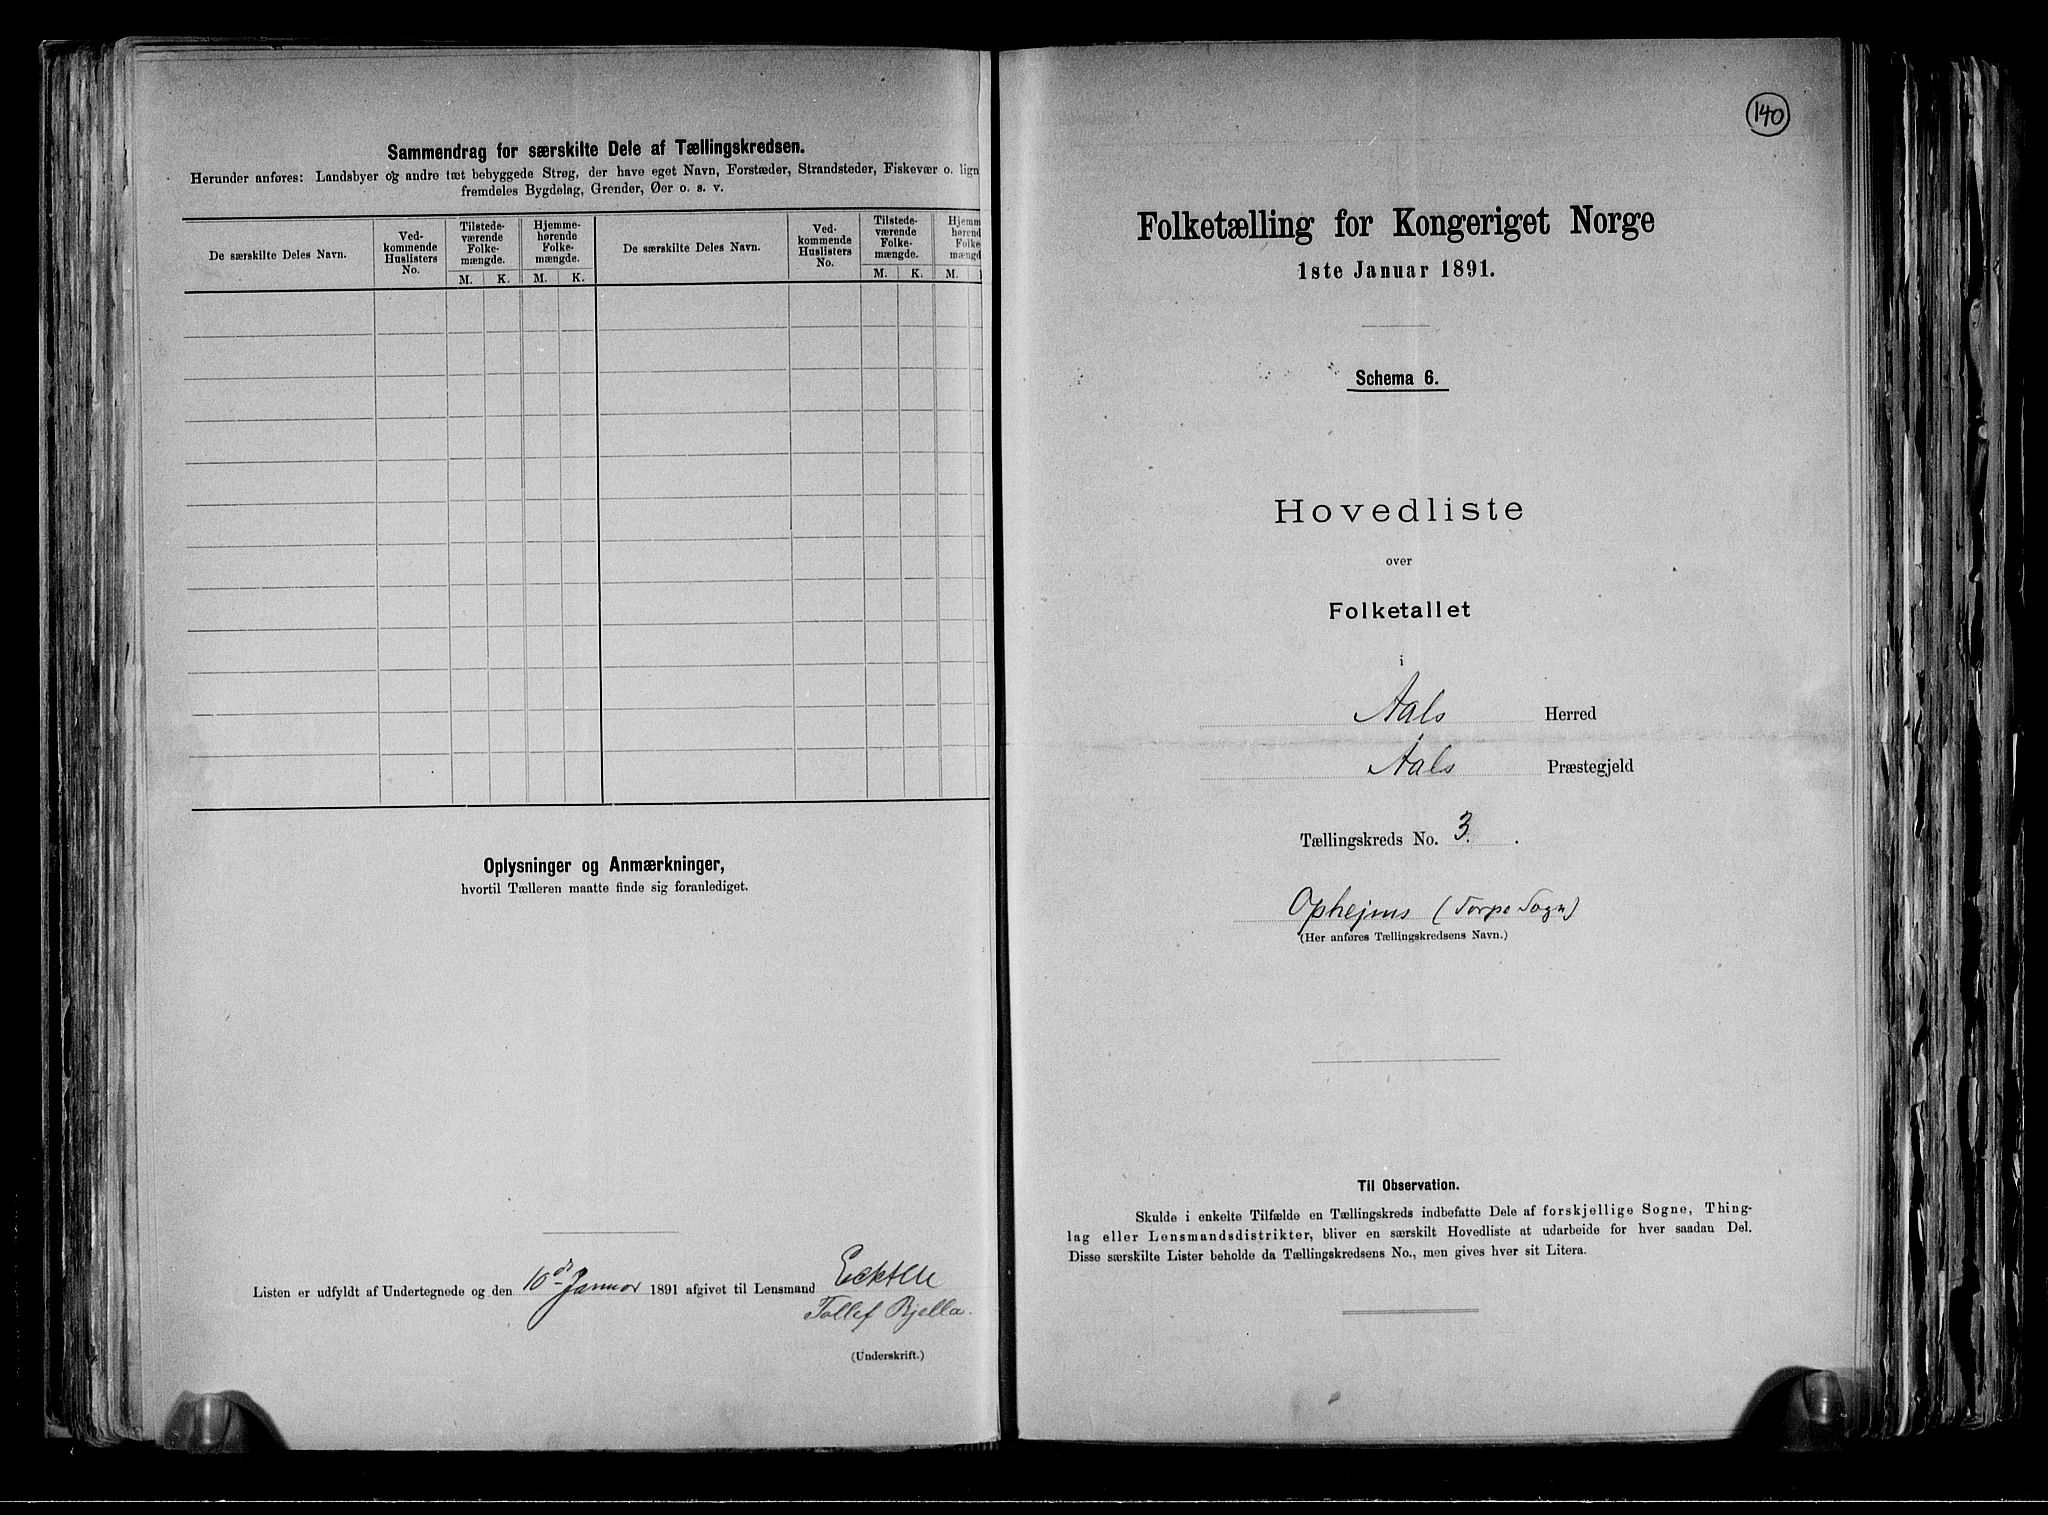 Sammendrag for særskilte Dele af Tællingskredsen.
Herunder anføres: Landsbyer og andre tæt bebyggede Strøg, der have eget Navn, Forstæder, Strandsteder, Fiskevær o. lign
fremdeles Bygdelag, Grender, Øer o. s. v.
De særskilte Deles Navn.
Ved-
kommende
Huslisters
No.
Tilstede-
værende
Folke-
mængde.
M. K.
Hjemme-
hørende
Folke-
mængde.
M. K.
De særskilte Deles Navn.
Ved-
kommende
Huslisters
No.
Tilstede-
værende
Folke-
mængde.
M. K.
Hjemm
hørend
Folke
mængd
M.
Oplysninger og Anmærkninger,
hvortil Tælleren maatte finde sig foranlediget.
Listen er udfyldt af Undertegnede og den 10de Januar 1891 afgivet til Lensmand
Tollef Bjella.
(Underskrift.)
140
Folketælling for Kongeriget Norge
1ste Januar 1891.
Schema 6.
Hovedliste
over
Folketallet
i
Aals Herred
Aals Præstegjeld
Tællingskreds No. 3.
Ophejms (Torpe Sogn)
(Her anføres Tællingskredsens Navn.)
Til Observation.
Skulde i enkelte Tilfælde en Tællingskreds indbefatte Dele af forskjellige Sogne, Thing-
lag eller Lensmandsdistrikter, bliver en særskilt Hovedliste at udarbeide for hver saadan Del.
Disse særskilte Lister beholde da Tællingskredsens No., men gives hver sit Litera.